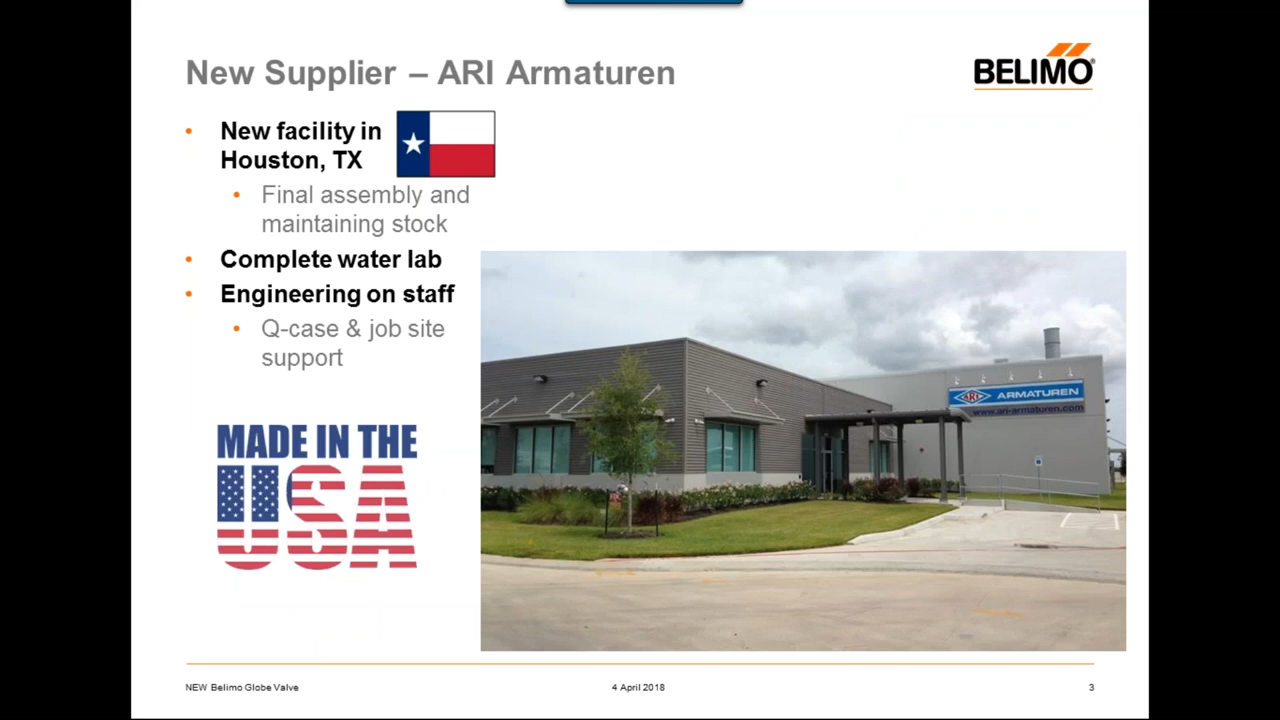 New Supplier – ARI Armaturen
BELIMO®
• New facility in
Houston, TX
• Final assembly and
maintaining stock
• Complete water lab
• Engineering on staff
• Q-case & job site
support
MADE IN THE
USA
ARI ARMATUREN
www.ari-armaturen.com
NEW Belimo Globe Valve
4 April 2018
3